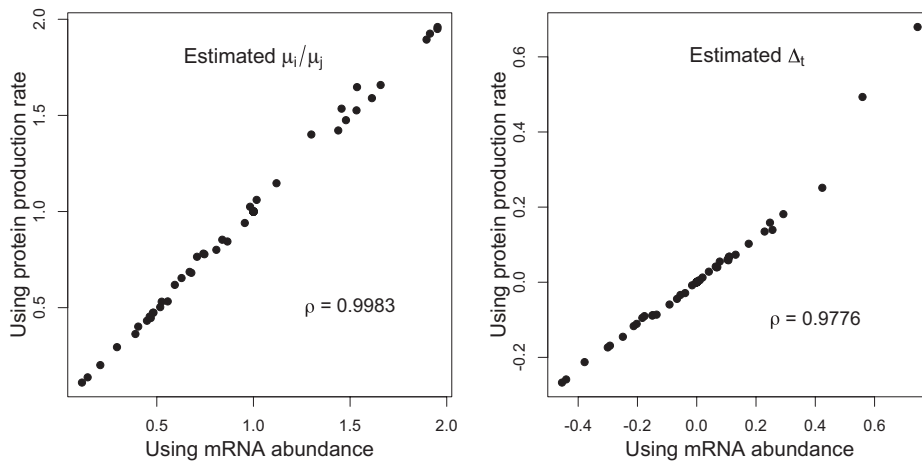 Estimated μi/μj
Using protein production rate
2.0
1.5
1.0
0.5
ρ = 0.9983
0.5 1.0 1.5 2.0
Using mRNA abundance
Estimated Δt
Using protein production rate
0.6
0.4
0.2
0.0
-0.2
ρ = 0.9776
-0.4 -0.2 0.0 0.2 0.4 0.6
Using mRNA abundance